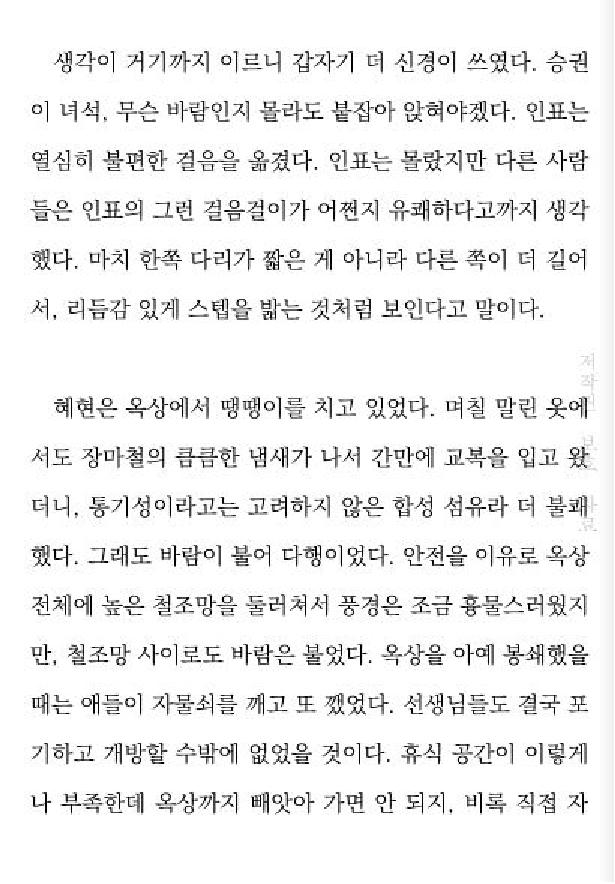 생각이 거기까지 이르니 갑자기 더 신경이 쓰였다. 승권
이 녀석, 무슨 바람인지 몰라도 붙잡아 앉혀야겠다. 인표는
열심히 불편한 걸음을 옮겼다. 인표는 몰랐지만 다른 사람
들은 인표의 그런 걸음걸이가 어쩐지 유쾌하다고까지 생각
했다. 마치 한쪽 다리가 짧은 게 아니라 다른 쪽이 더 길어
서, 리듬감 있게 스텝을 밟는 것처럼 보인다고 말이다.
혜현은 옥상에서 땡땡이를 치고 있었다. 며칠 말린 옷에
서도 장마철의 큼큼한 냄새가 나서 간만에 교복을 입고 왔
더니, 통기성이라고는 고려하지 않은 합성 섬유라 더 불쾌
했다. 그래도 바람이 불어 다행이었다. 안전을 이유로 옥상
전체에 높은 철조망을 둘러쳐서 풍경은 조금 흉물스러웠지
만, 철조망 사이로도 바람은 불었다. 옥상을 아예 봉쇄했을
때는 애들이 자물쇠를 깨고 또 깼었다. 선생님들도 결국 포
기하고 개방할 수밖에 없었을 것이다. 휴식 공간이 이렇게
나 부족한데 옥상까지 빼앗아 가면 안 되지, 비록 직접 자